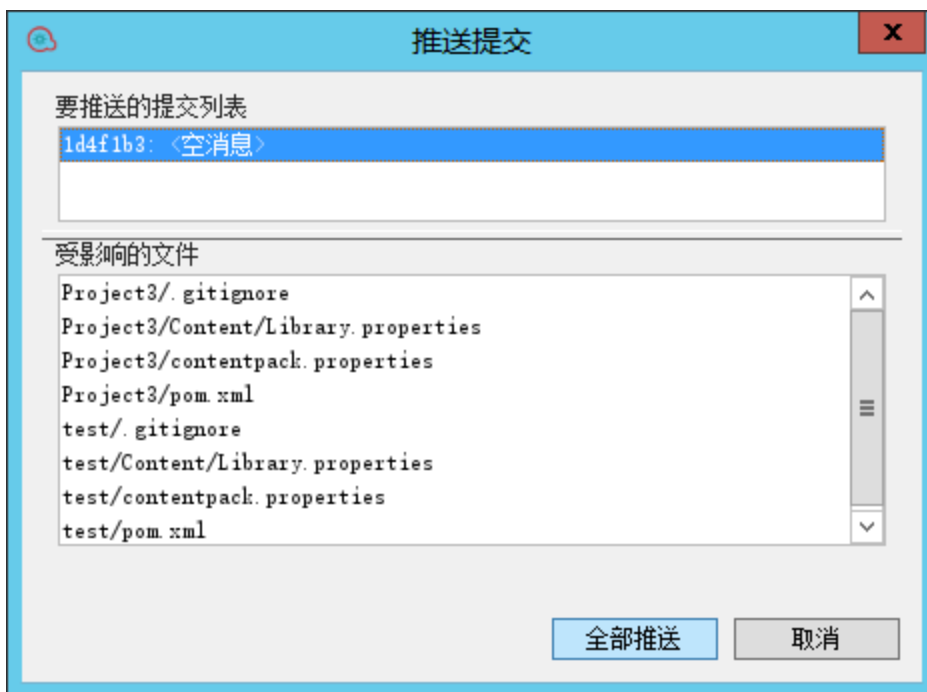 推送提交
要推送的提交列表
1d4f1b3: <空消息>
受影响的文件
Project3/.gitignore
Project3/Content/Library.properties
Project3/contentpack.properties
Project3/pom.xml
test/.gitignore
test/Content/Library.properties
test/contentpack.properties
test/pom.xml
全部推送 取消